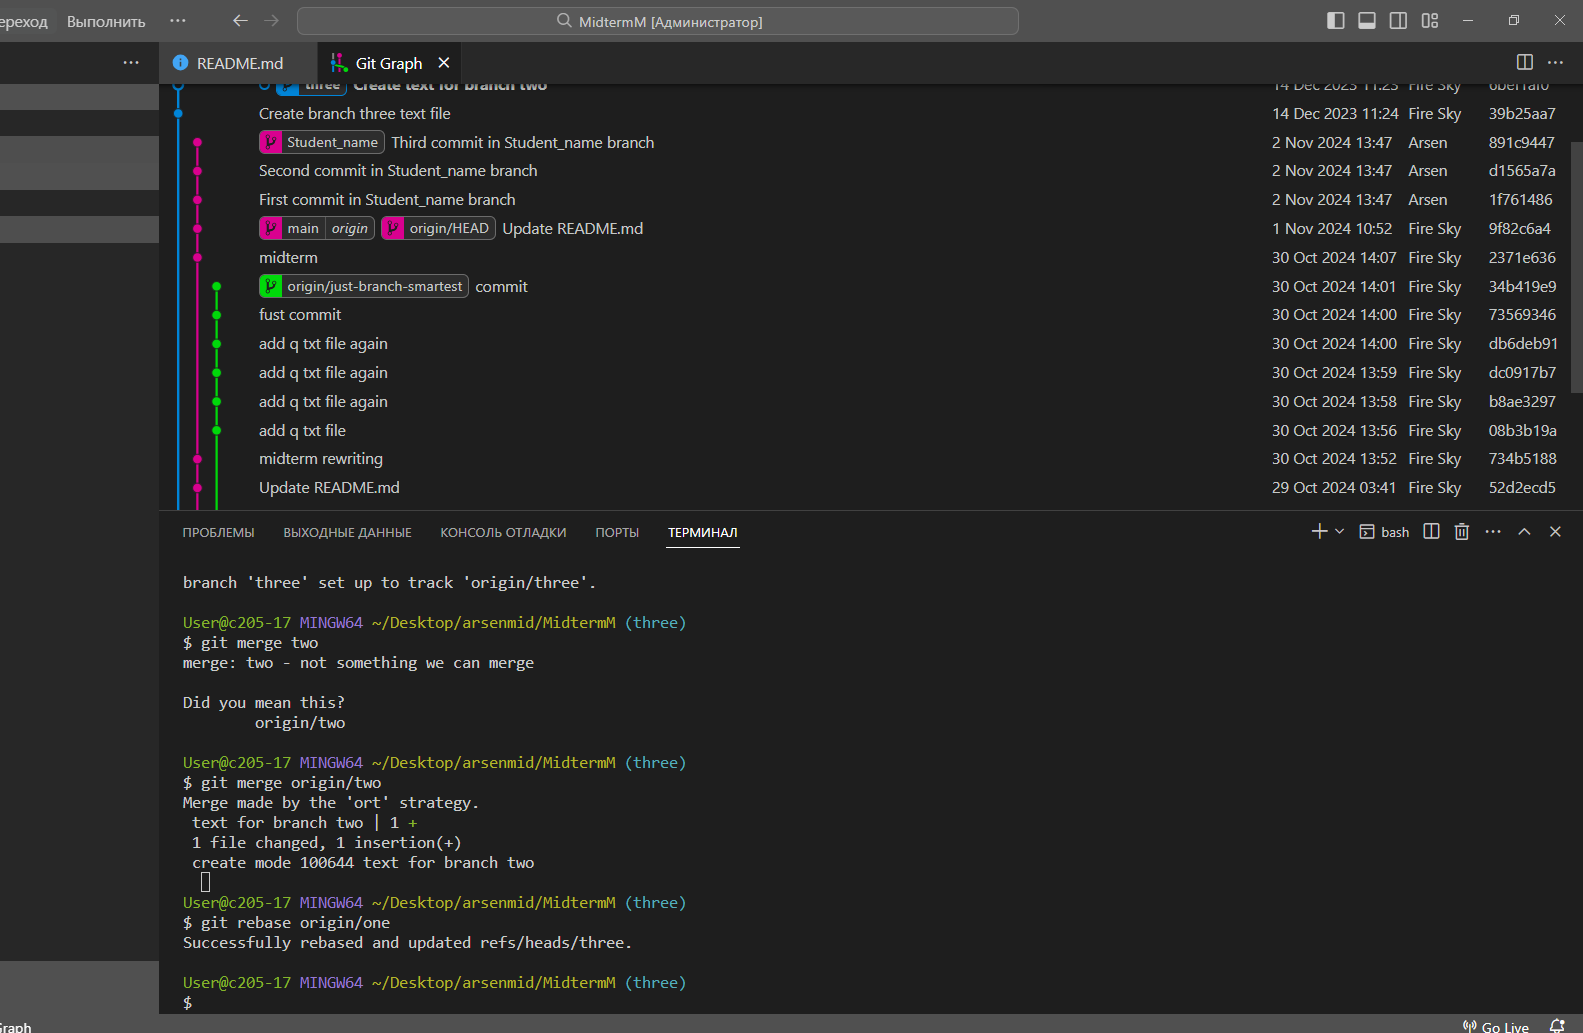 ереход Выполнить ··· MidtermM [Администратор]
··· README.md Git Graph
three Create text for branch two 14 Dec 2023 11:23 Fire Sky
Create branch three text file 14 Dec 2023 11:24 Fire Sky 39b25aa7
Student_name Third commit in Student_name branch 2 Nov 2024 13:47 Arsen 891c9447
Second commit in Student_name branch 2 Nov 2024 13:47 Arsen d1565a7a
First commit in Student_name branch 2 Nov 2024 13:47 Arsen 1f761486
main origin origin/HEAD Update README.md 1 Nov 2024 10:52 Fire Sky 9f82c6a4
midterm 30 Oct 2024 14:07 Fire Sky 2371e636
origin/just-branch-smartest commit 30 Oct 2024 14:01 Fire Sky 34b419e9
fust commit 30 Oct 2024 14:00 Fire Sky 73569346
add q txt file again 30 Oct 2024 14:00 Fire Sky db6deb91
add q txt file again 30 Oct 2024 13:59 Fire Sky dc0917b7
add q txt file again 30 Oct 2024 13:58 Fire Sky b8ae3297
add q txt file 30 Oct 2024 13:56 Fire Sky 08b3b19a
midterm rewriting 30 Oct 2024 13:52 Fire Sky 734b5188
Update README.md 29 Oct 2024 03:41 Fire Sky 52d2ecd5
ПРОБЛЕМЫ ВЫХОДНЫЕ ДАННЫЕ КОНСОЛЬ ОТЛАДКИ ПОРТЫ ТЕРМИНАЛ bash
branch 'three' set up to track 'origin/three'.
User@c205-17 MINGW64 ~/Desktop/arsenmid/MidtermM (three)
$ git merge two
merge: two - not something we can merge
Did you mean this?
origin/two
User@c205-17 MINGW64 ~/Desktop/arsenmid/MidtermM (three)
$ git merge origin/two
Merge made by the 'ort' strategy.
text for branch two | 1 +
1 file changed, 1 insertion(+)
create mode 100644 text for branch two
User@c205-17 MINGW64 ~/Desktop/arsenmid/MidtermM (three)
$ git rebase origin/one
Successfully rebased and updated refs/heads/three.
User@c205-17 MINGW64 ~/Desktop/arsenmid/MidtermM (three)
$
Graph Go Live